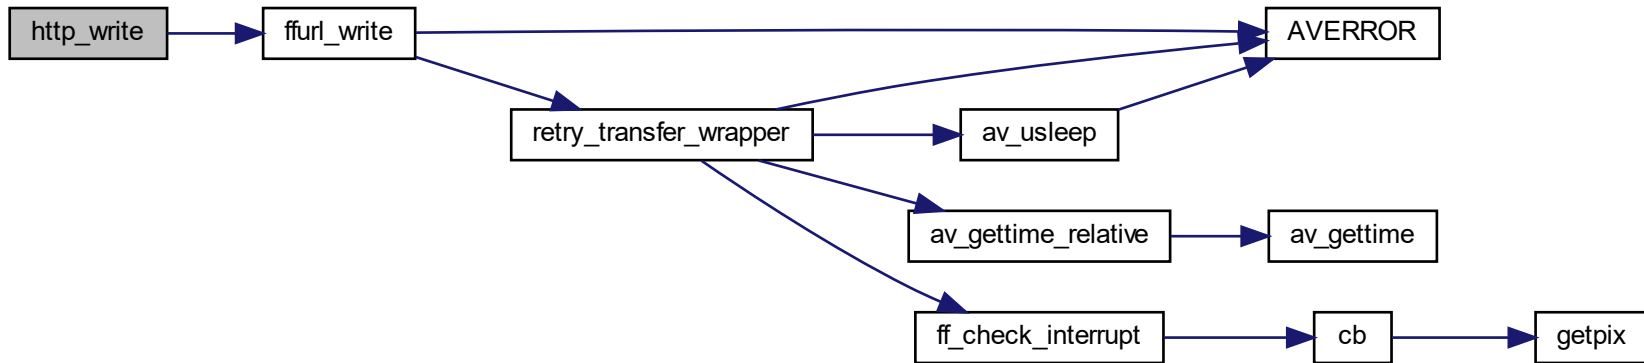 http_write
ffurl_write
AVERROR
retry_transfer_wrapper
av_usleep
av_gettime_relative
av_gettime
ff_check_interrupt
cb
getpix